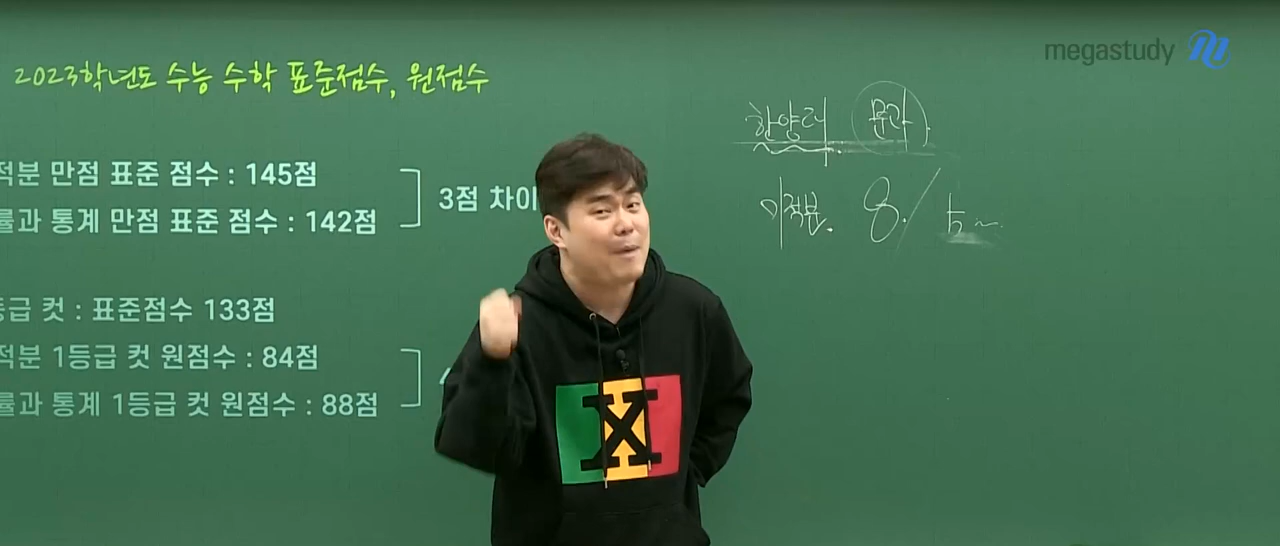 megastudy
2023학년도 수능 수학 표준점수, 원점수
적분 만점 표준 점수 : 145점
률과 통계 만점 표준 점수 : 142점
3점 차이
등급 컷 : 표준점수 133점
적분 1등급 컷 원점수 : 84점
률과 통계 1등급 컷 원점수 : 88점
한양대 문과
미적분. 8.
X